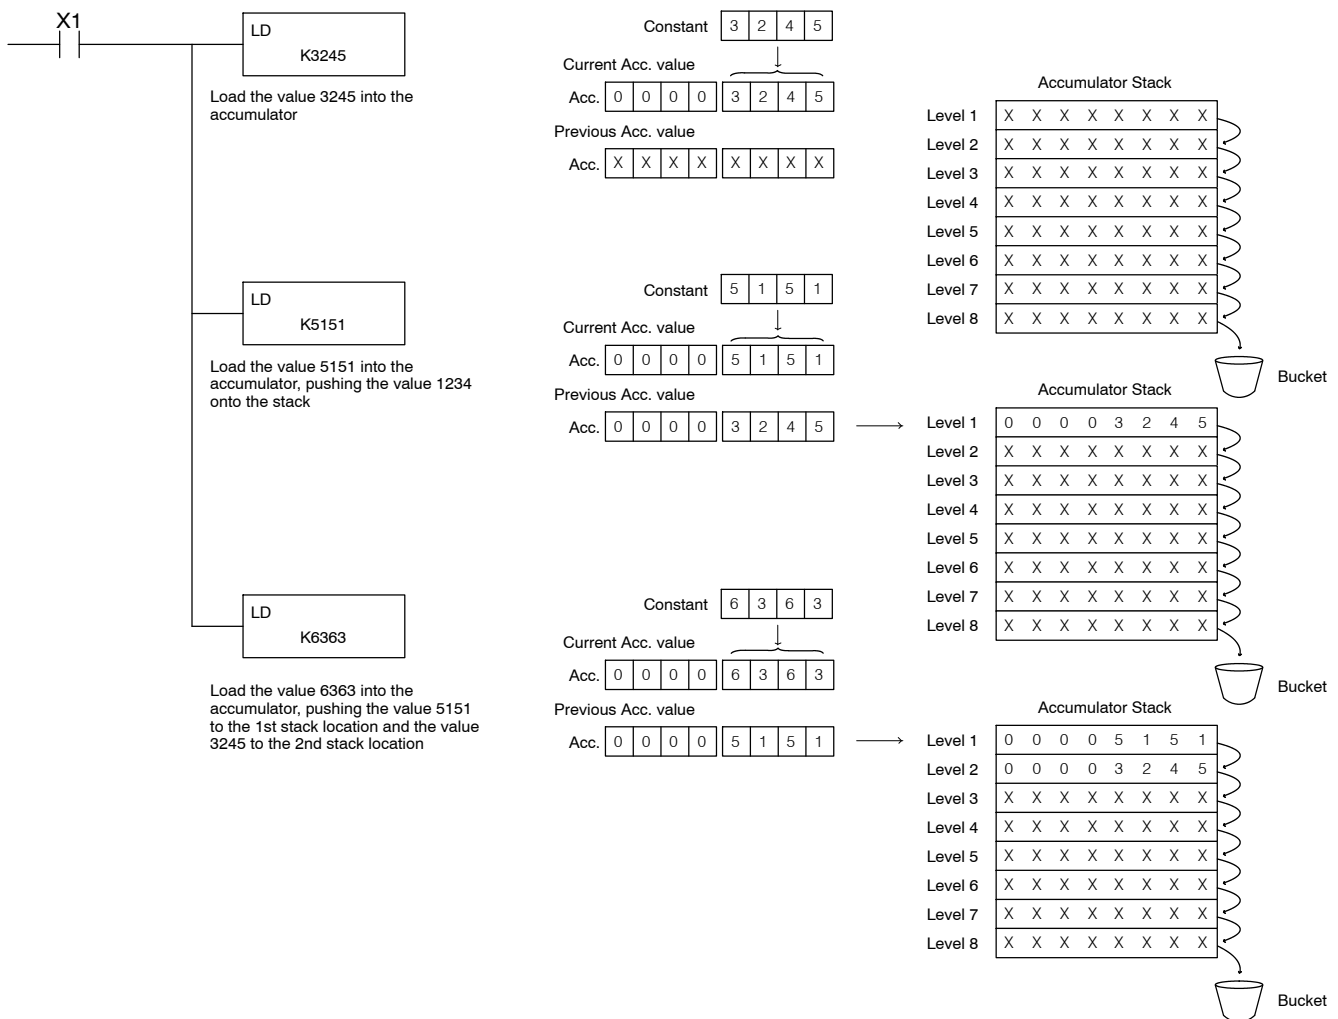 X1
LD
K3245
Load the value 3245 into the
accumulator
Constant 3 2 4 5
Current Acc. value
Acc. 0 0 0 0 3 2 4 5
Previous Acc. value
Acc. X X X X X X X X
Accumulator Stack
Level 1 X X X X X X X X
Level 2 X X X X X X X X
Level 3 X X X X X X X X
Level 4 X X X X X X X X
Level 5 X X X X X X X X
Level 6 X X X X X X X X
Level 7 X X X X X X X X
Level 8 X X X X X X X X
Bucket
LD
K5151
Load the value 5151 into the
accumulator, pushing the value 1234
onto the stack
Constant 5 1 5 1
Current Acc. value
Acc. 0 0 0 0 5 1 5 1
Previous Acc. value
Acc. 0 0 0 0 3 2 4 5
Accumulator Stack
Level 1 0 0 0 0 3 2 4 5
Level 2 X X X X X X X X
Level 3 X X X X X X X X
Level 4 X X X X X X X X
Level 5 X X X X X X X X
Level 6 X X X X X X X X
Level 7 X X X X X X X X
Level 8 X X X X X X X X
Bucket
LD
K6363
Load the value 6363 into the
accumulator, pushing the value 5151
to the 1st stack location and the value
3245 to the 2nd stack location
Constant 6 3 6 3
Current Acc. value
Acc. 0 0 0 0 6 3 6 3
Previous Acc. value
Acc. 0 0 0 0 5 1 5 1
Accumulator Stack
Level 1 0 0 0 0 5 1 5 1
Level 2 0 0 0 0 3 2 4 5
Level 3 X X X X X X X X
Level 4 X X X X X X X X
Level 5 X X X X X X X X
Level 6 X X X X X X X X
Level 7 X X X X X X X X
Level 8 X X X X X X X X
Bucket